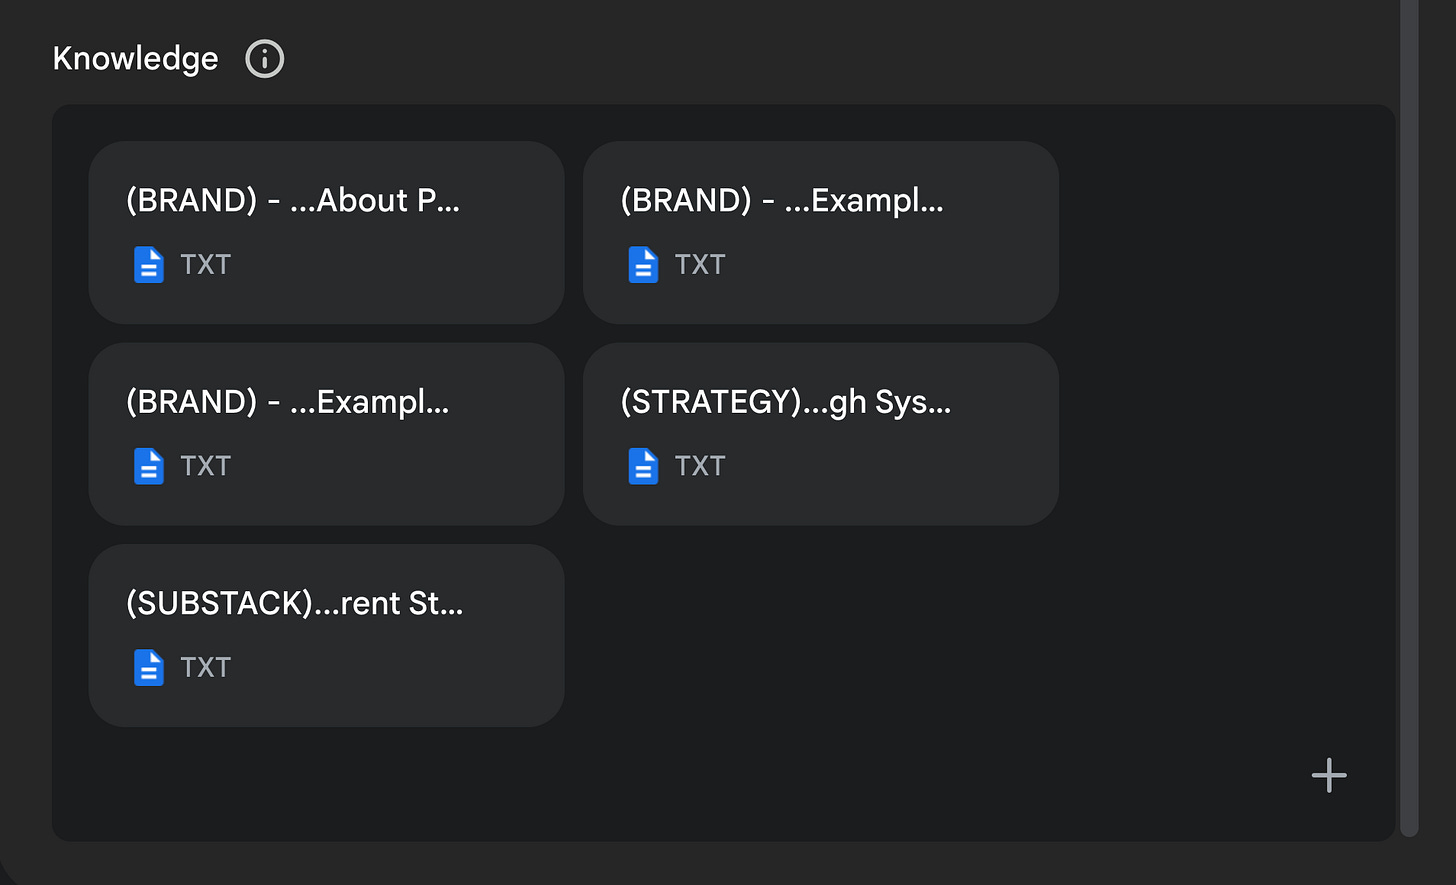 Knowledge
(BRAND) - ...About P...
TXT
(BRAND) - ...Exampl...
TXT
(BRAND) - ...Exampl...
TXT
(STRATEGY)...gh Sys...
TXT
(SUBSTACK)...rent St...
TXT